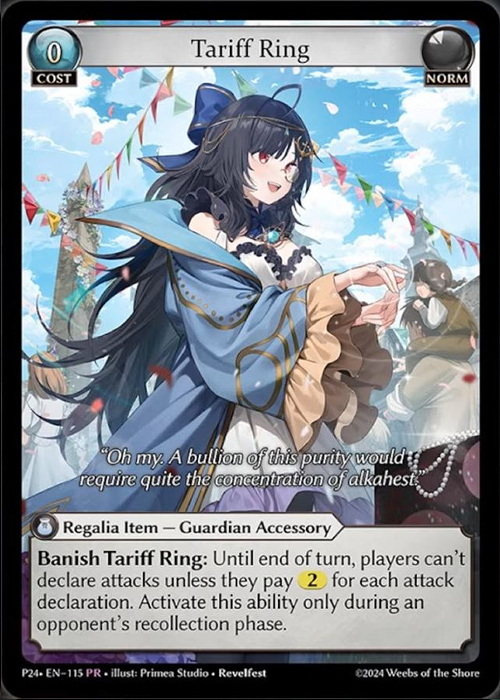 0
COST
Tariff Ring
NORM
“Oh my. A bullion of this purity would
require quite the concentration of alkahest.”
Regalia Item — Guardian Accessory
Banish Tariff Ring: Until end of turn, players can’t
declare attacks unless they pay 2 for each attack
declaration. Activate this ability only during an
opponent’s recollection phase.
P24• EN–115 PR • illust: Primea Studio • Revelfest
©2024 Weebs of the Shore